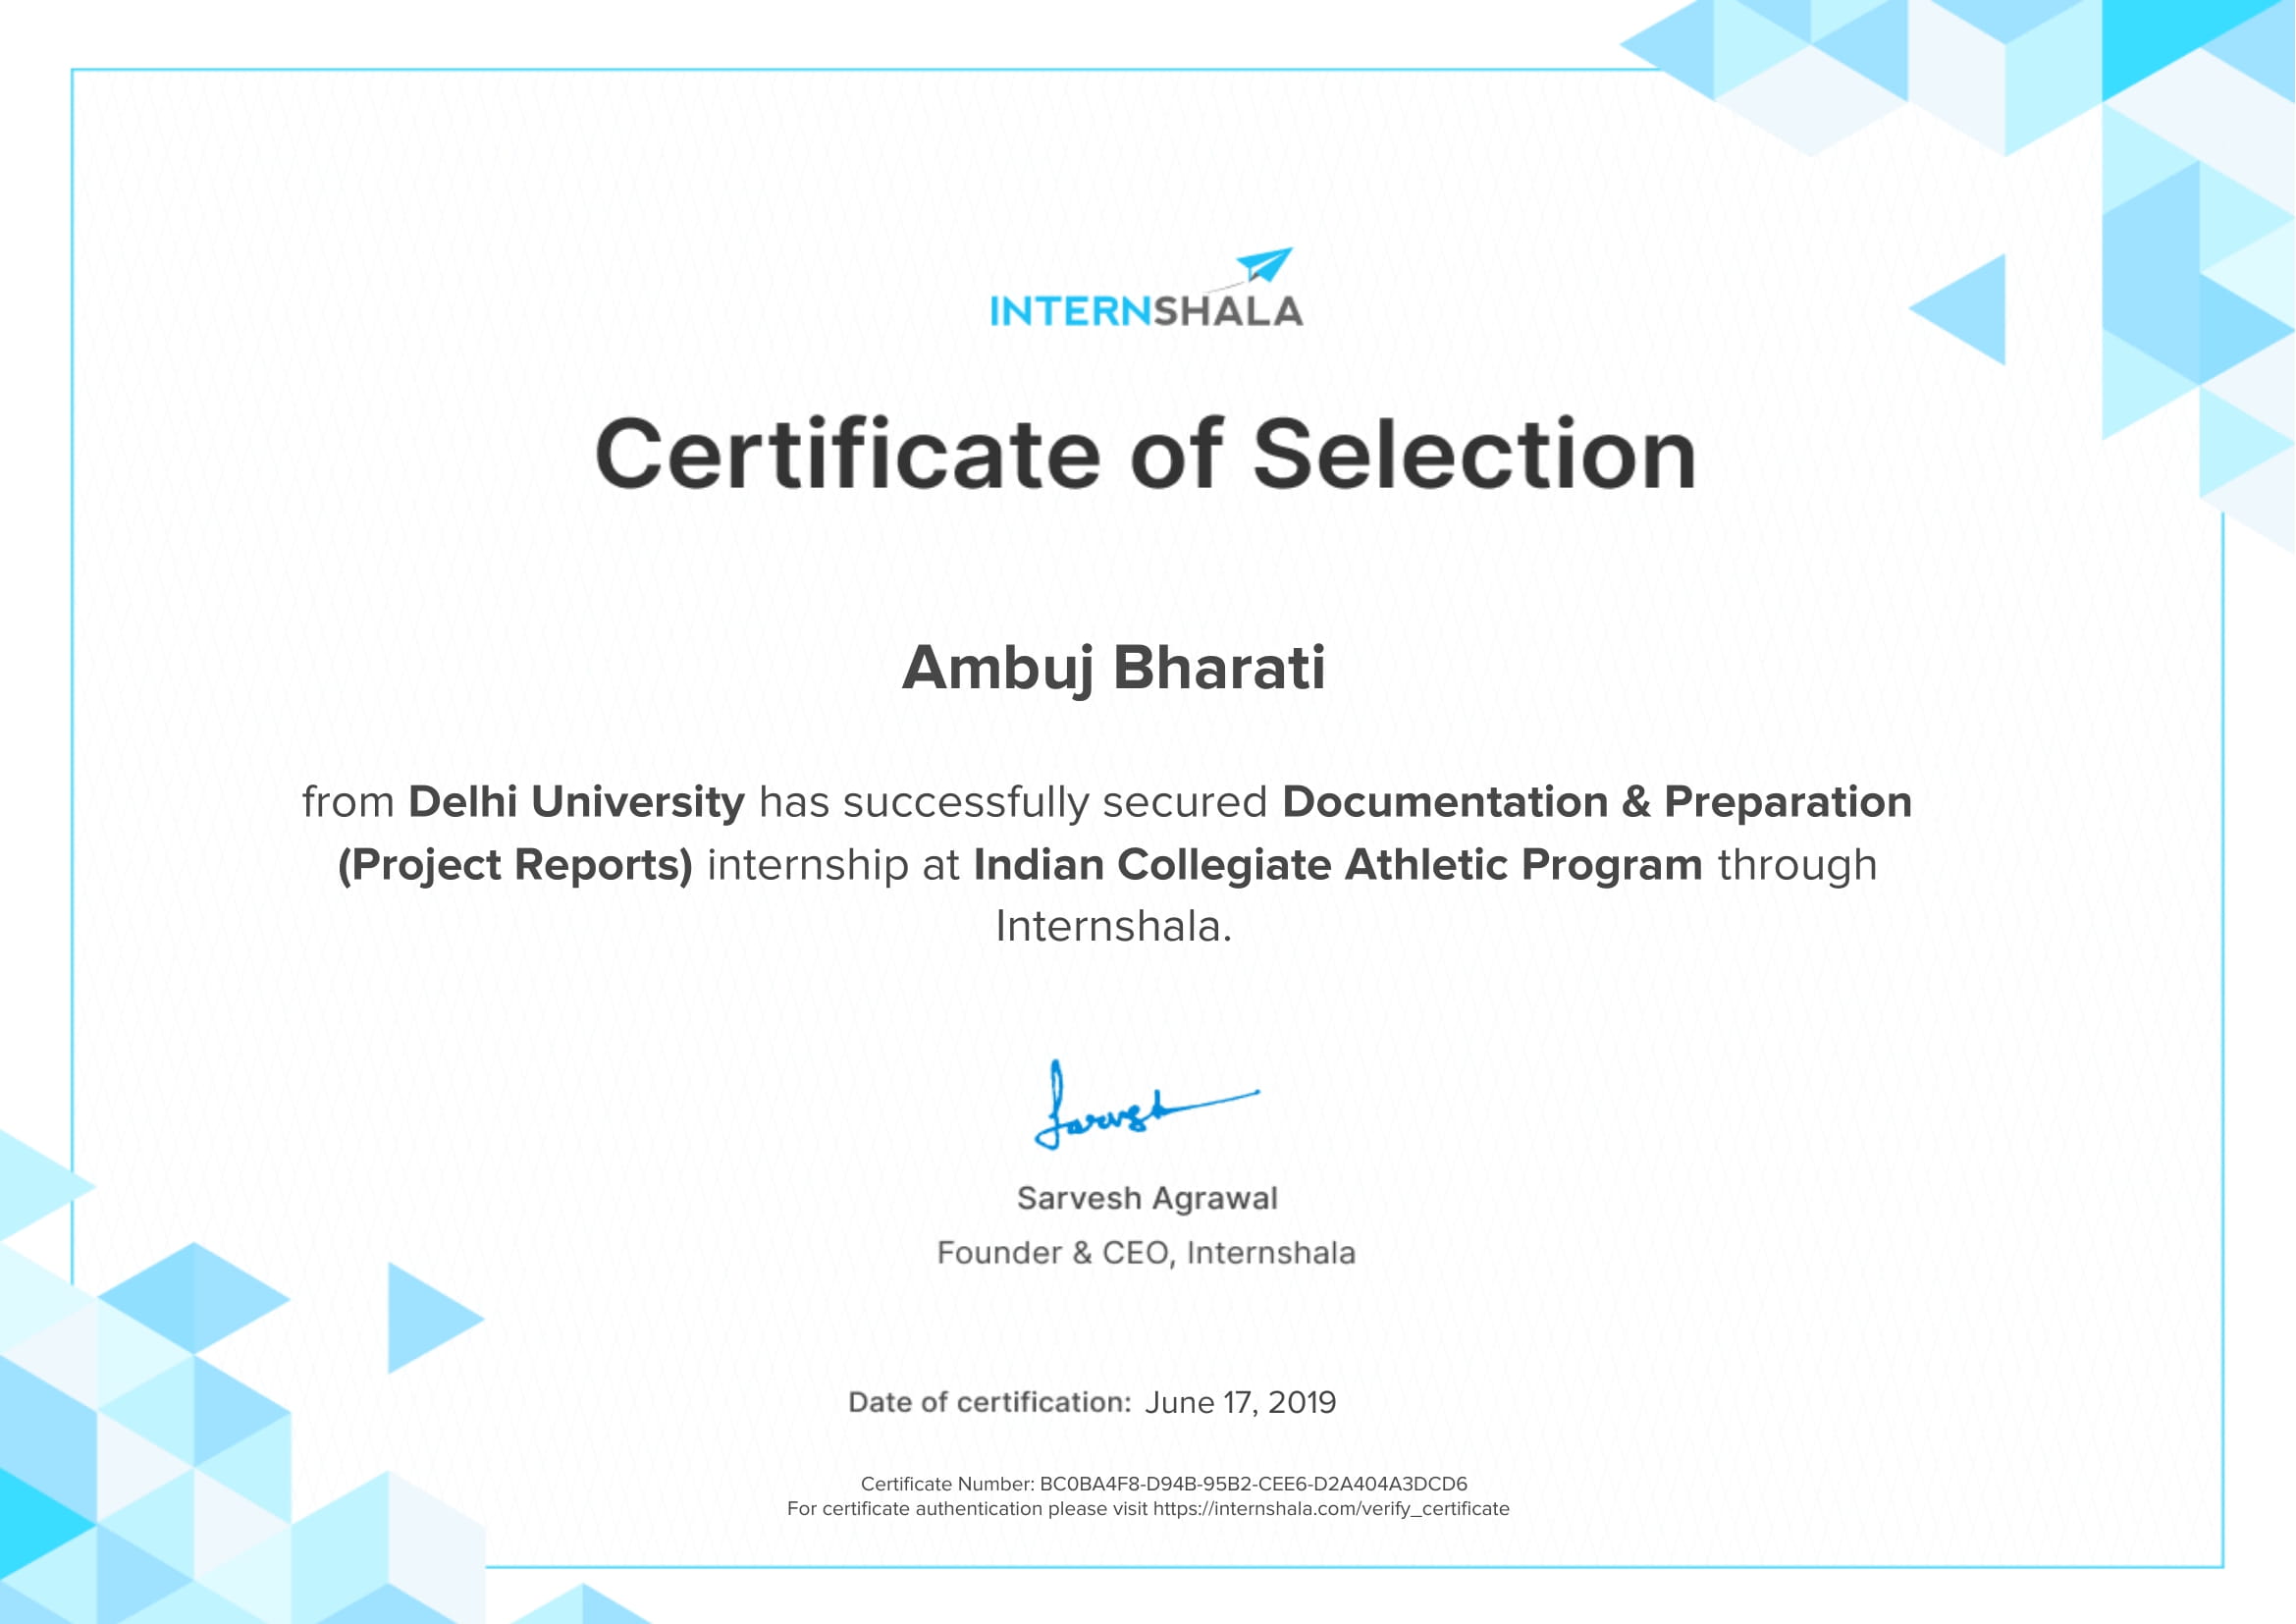 INTERNSHALA
Certificate of Selection
Ambuj Bharati
from Delhi University has successfully secured Documentation & Preparation
(Project Reports) internship at Indian Collegiate Athletic Program through
Internshala.
Sarvesh
Sarvesh Agrawal
Founder & CEO, Internshala
Date of certification: June 17, 2019
Certificate Number: BC0BA4F8-D94B-95B2-CEE6-D2A404A3DCD6
For certificate authentication please visit https://internshala.com/verify_certificate